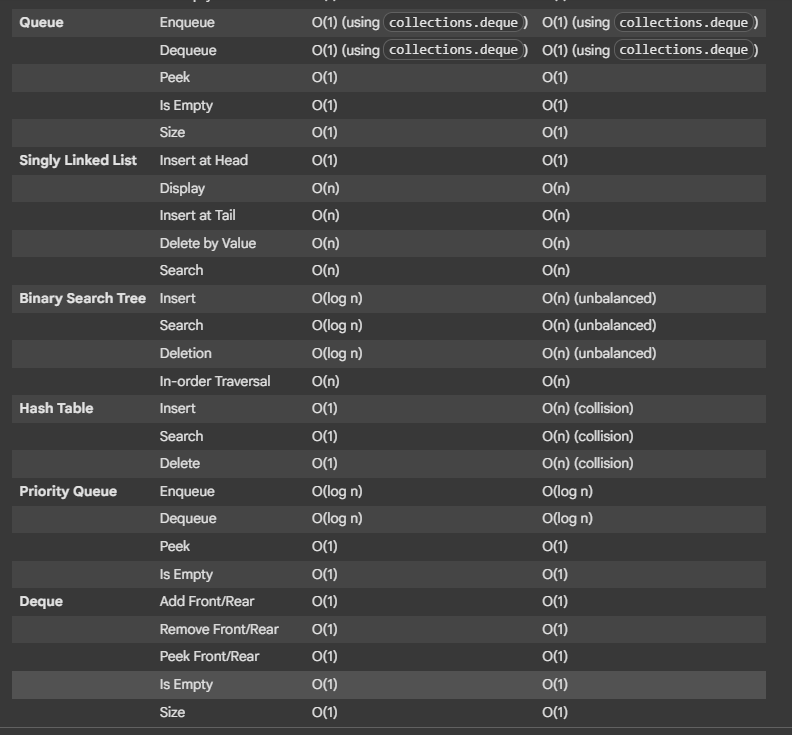 Queue Enqueue O(1) (using collections.deque ) O(1) (using collections.deque )
Dequeue O(1) (using collections.deque ) O(1) (using collections.deque )
Peek O(1) O(1)
Is Empty O(1) O(1)
Size O(1) O(1)
Singly Linked List Insert at Head O(1) O(1)
Display O(n) O(n)
Insert at Tail O(n) O(n)
Delete by Value O(n) O(n)
Search O(n) O(n)
Binary Search Tree Insert O(log n) O(n) (unbalanced)
Search O(log n) O(n) (unbalanced)
Deletion O(log n) O(n) (unbalanced)
In-order Traversal O(n) O(n)
Hash Table Insert O(1) O(n) (collision)
Search O(1) O(n) (collision)
Delete O(1) O(n) (collision)
Priority Queue Enqueue O(log n) O(log n)
Dequeue O(log n) O(log n)
Peek O(1) O(1)
Is Empty O(1) O(1)
Deque Add Front/Rear O(1) O(1)
Remove Front/Rear O(1) O(1)
Peek Front/Rear O(1) O(1)
Is Empty O(1) O(1)
Size O(1) O(1)